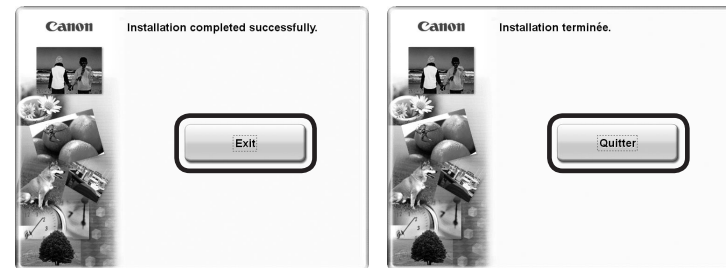 Canon
Installation completed successfully.
Exit
Canon
Installation terminée.
Quitter